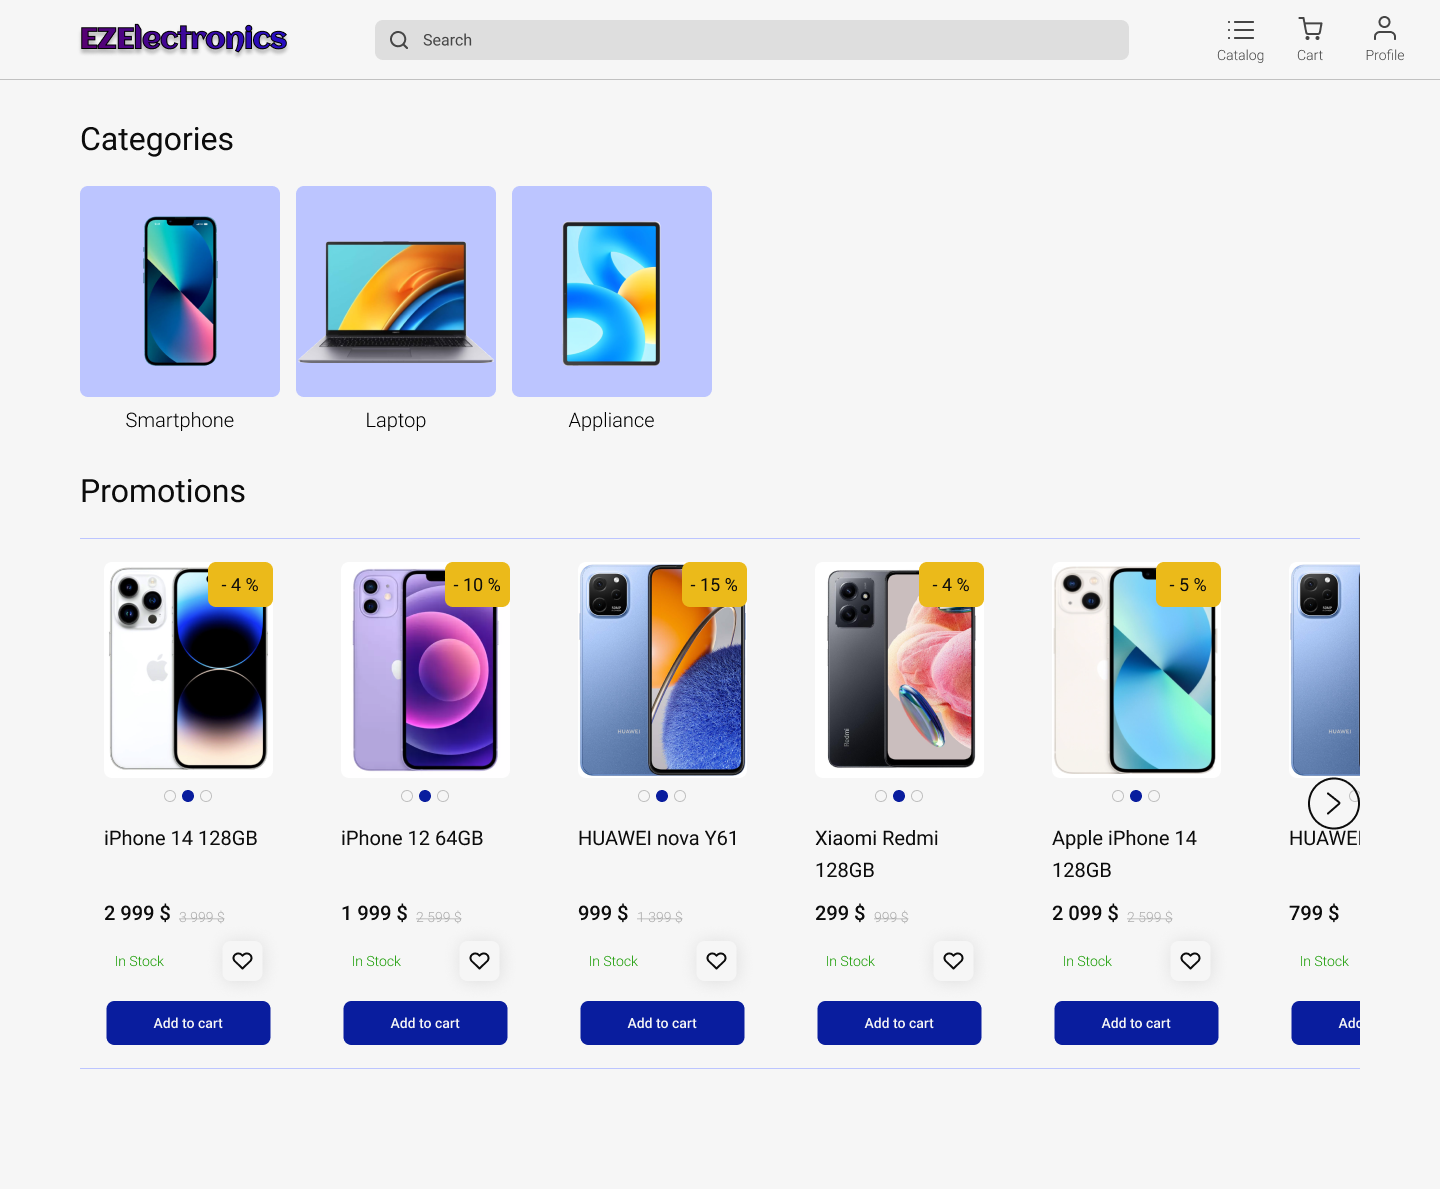 EZElectronics
Search
Catalog
Cart
Profile
Categories
Smartphone
Laptop
Appliance
Promotions
- 4 %
- 10 %
- 15 %
- 4 %
- 5 %
HUAWEI
Redmi
HUAWEI
iPhone 14 128GB
iPhone 12 64GB
HUAWEI nova Y61
Xiaomi Redmi
128GB
Apple iPhone 14
128GB
HUAWEI
2 999 $ 3 999 $
1 999 $ 2 599 $
999 $ 1 399 $
299 $ 999 $
2 099 $ 2 599 $
799 $
In Stock
In Stock
In Stock
In Stock
In Stock
In Stock
Add to cart
Add to cart
Add to cart
Add to cart
Add to cart
Add